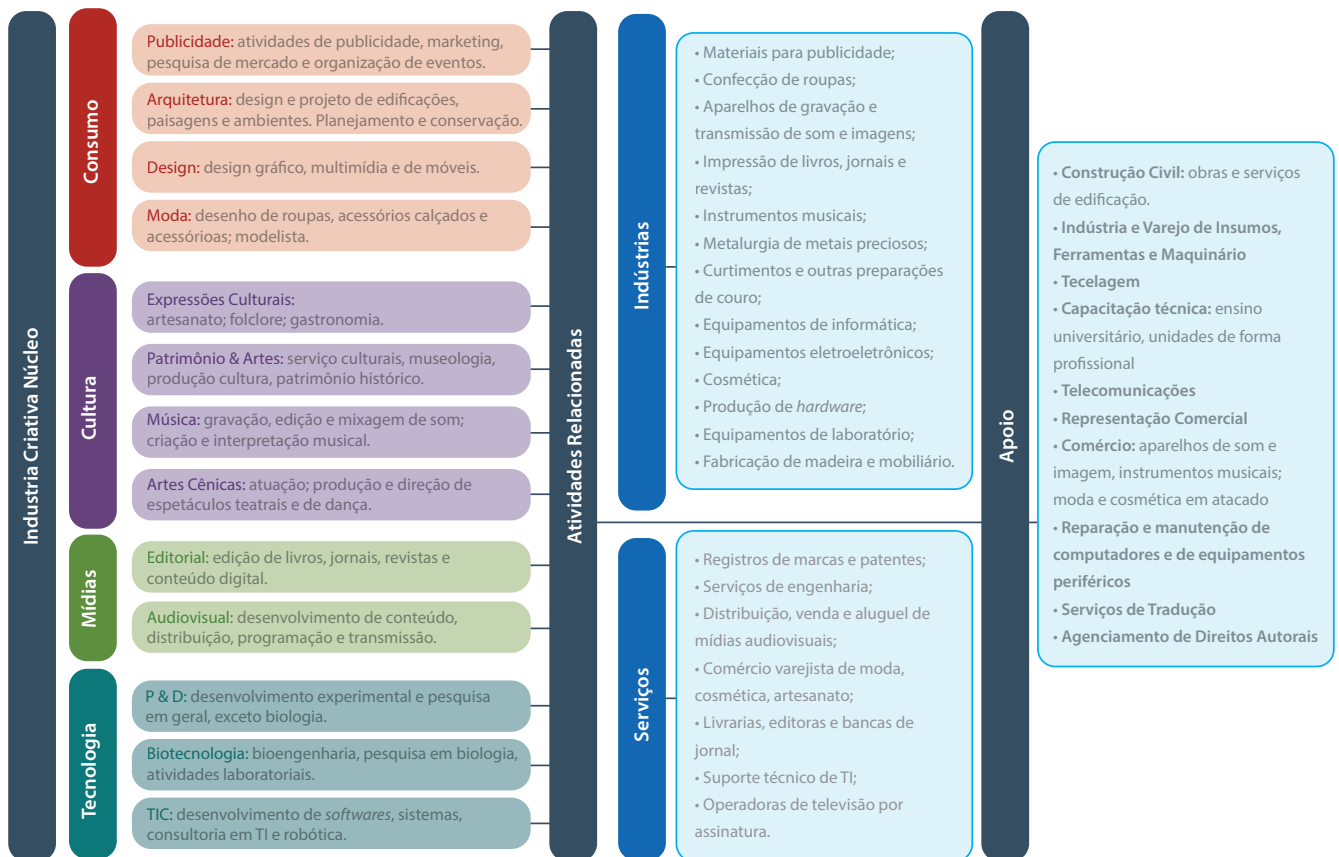 Industria Criativa Núcleo
Consumo
Publicidade: atividades de publicidade, marketing,
pesquisa de mercado e organização de eventos.
Arquitetura: design e projeto de edificações,
paisagens e ambientes. Planejamento e conservação.
Design: design gráfico, multimídia e de móveis.
Moda: desenho de roupas, acessórios calçados e
acessórioas; modelista.
Cultura
Expressões Culturais:
artesanato; folclore; gastronomia.
Patrimônio & Artes: serviço culturais, museologia,
produção cultura, patrimônio histórico.
Música: gravação, edição e mixagem de som;
criação e interpretação musical.
Artes Cênicas: atuação; produção e direção de
espetáculos teatrais e de dança.
Mídias
Editorial: edição de livros, jornais, revistas e
conteúdo digital.
Audiovisual: desenvolvimento de conteúdo,
distribuição, programação e transmissão.
Tecnologia
P & D: desenvolvimento experimental e pesquisa
em geral, exceto biologia.
Biotecnologia: bioengenharia, pesquisa em biologia,
atividades laboratoriais.
TIC: desenvolvimento de softwares, sistemas,
consultoria em TI e robótica.
Atividades Relacionadas
Indústrias
• Materiais para publicidade;
• Confecção de roupas;
• Aparelhos de gravação e
transmissão de som e imagens;
• Impressão de livros, jornais e
revistas;
• Instrumentos musicais;
• Metalurgia de metais preciosos;
• Curtimentos e outras preparações
de couro;
• Equipamentos de informática;
• Equipamentos eletroeletrônicos;
• Cosmética;
• Produção de hardware;
• Equipamentos de laboratório;
• Fabricação de madeira e mobiliário.
Serviços
• Registros de marcas e patentes;
• Serviços de engenharia;
• Distribuição, venda e aluguel de
mídias audiovisuais;
• Comércio varejista de moda,
cosmética, artesanato;
• Livrarias, editoras e bancas de
jornal;
• Suporte técnico de TI;
• Operadoras de televisão por
assinatura.
Apoio
• Construção Civil: obras e serviços
de edificação.
• Indústria e Varejo de Insumos,
Ferramentas e Maquinário
• Tecelagem
• Capacitação técnica: ensino
universitário, unidades de forma
profissional
• Telecomunicações
• Representação Comercial
• Comércio: aparelhos de som e
imagem, instrumentos musicais;
moda e cosmética em atacado
• Reparação e manutenção de
computadores e de equipamentos
periféricos
• Serviços de Tradução
• Agenciamento de Direitos Autorais